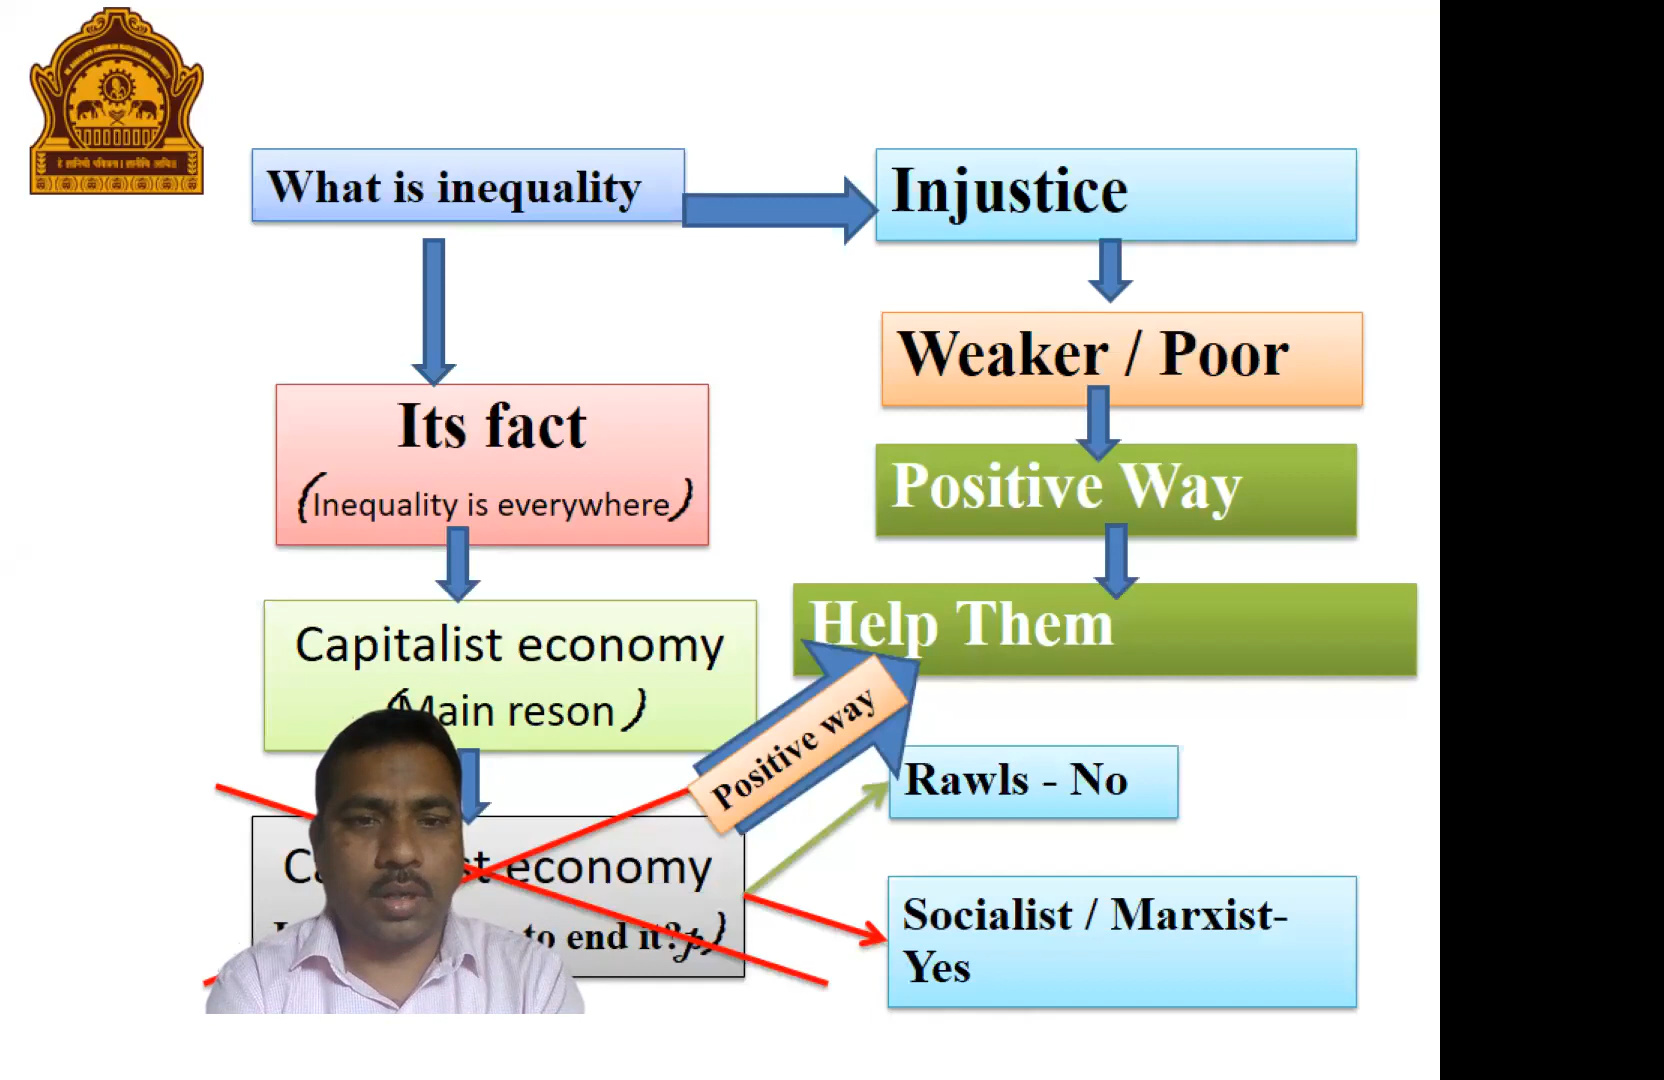 What is inequality
Injustice
Weaker / Poor
Its fact
(Inequality is everywhere)
Positive Way
Help Them
Capitalist economy
(Main reson)
Positive way
Rawls - No
economy
to end it?
Socialist / Marxist-
Yes